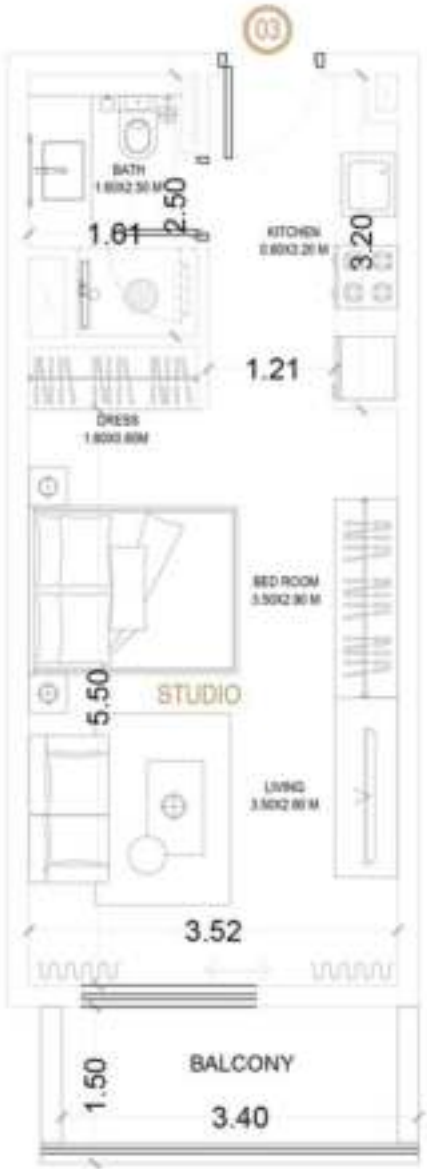 03
BATH
1.60X2.50 M
2.50
1.61
KITCHEN
0.60X3.20 M
3.20
1.21
DRESS
1.60X0.60M
BED ROOM
3.50X2.90 M
STUDIO
5.50
LIVING
3.50X2.60 M
3.52
BALCONY
1.50
3.40